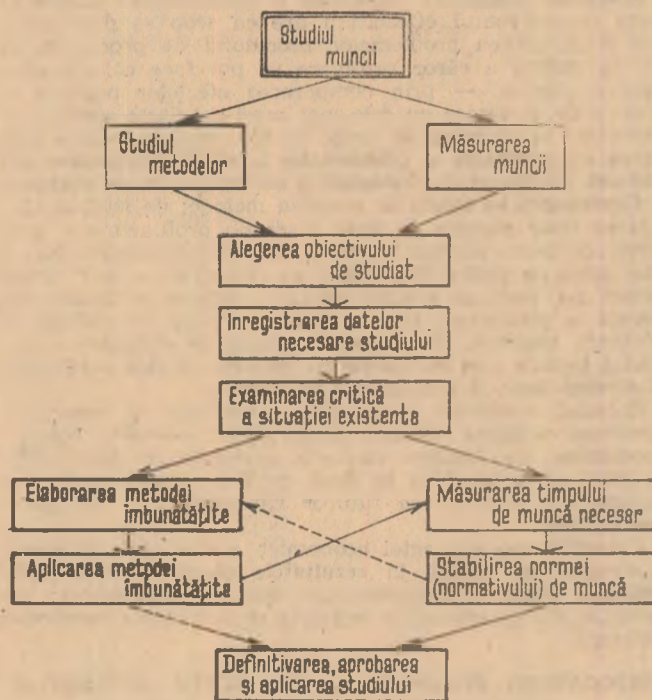 Studiul
muncii
Studiul
metodelor
Măsurarea
muncii
Alegerea obiectivului
de studiat
Inregistrarea datelor
necesare studiului
Examinarea critică
a situației existente
Elaborarea metodei
imbunătățite
Măsurarea timpului
de muncă necesar
Aplicarea metodei
imbunătățite
Stabilirea normei
(normativului) de muncă
Definitivarea, aprobarea
și aplicarea studiului